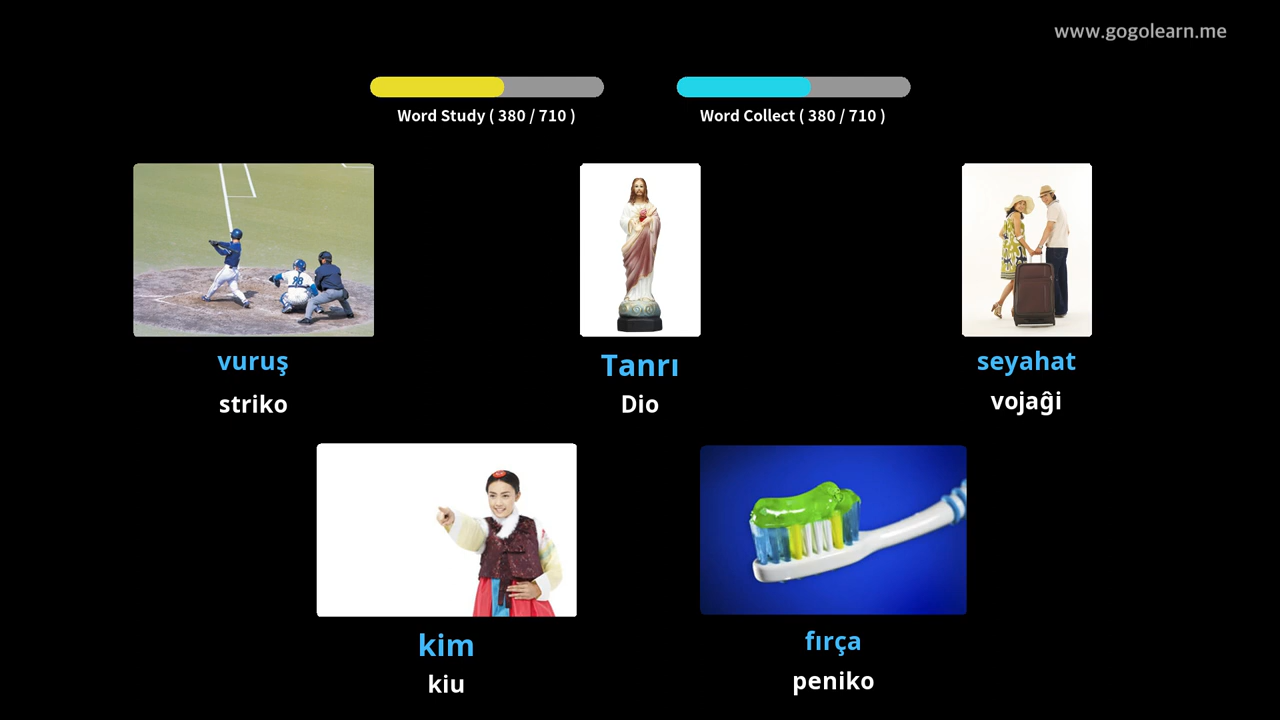 www.gogolearn.me
Word Study ( 380 / 710 )
Word Collect ( 380 / 710 )
vuruş
striko
Tanrı
Dio
seyahat
vojaĝi
kim
kiu
fırça
peniko